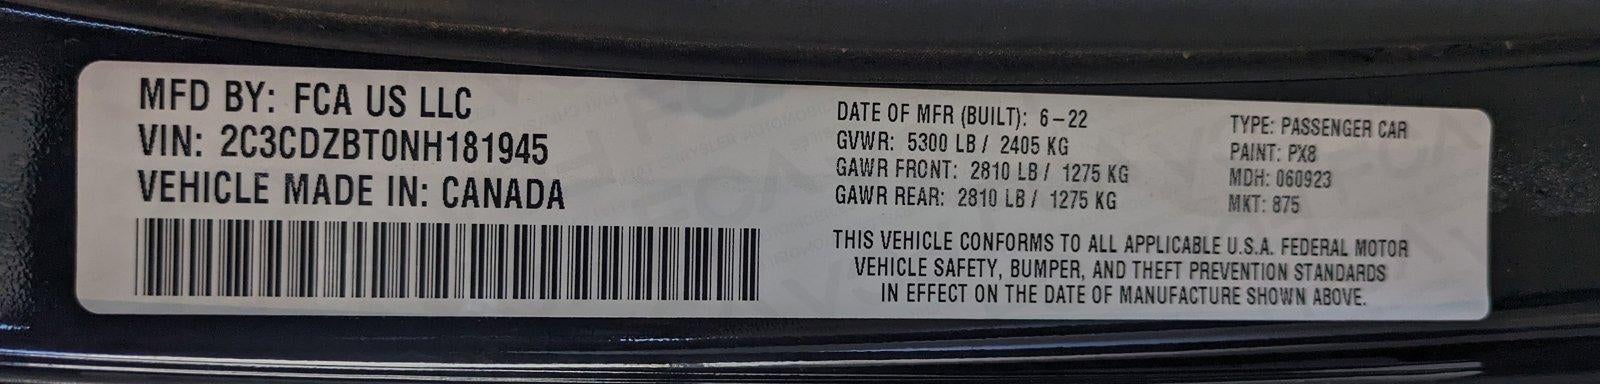 MFD BY: FCA US LLC
VIN: 2C3CDZBT0NH181945
VEHICLE MADE IN: CANADA
DATE OF MFR (BUILT): 6-22
GVWR: 5300 LB / 2405 KG
GAWR FRONT: 2810 LB / 1275 KG
GAWR REAR: 2810 LB / 1275 KG
TYPE: PASSENGER CAR
PAINT: PX8
MDH: 060923
MKT: 875
THIS VEHICLE CONFORMS TO ALL APPLICABLE U.S.A. FEDERAL MOTOR
VEHICLE SAFETY, BUMPER, AND THEFT PREVENTION STANDARDS
IN EFFECT ON THE DATE OF MANUFACTURE SHOWN ABOVE.